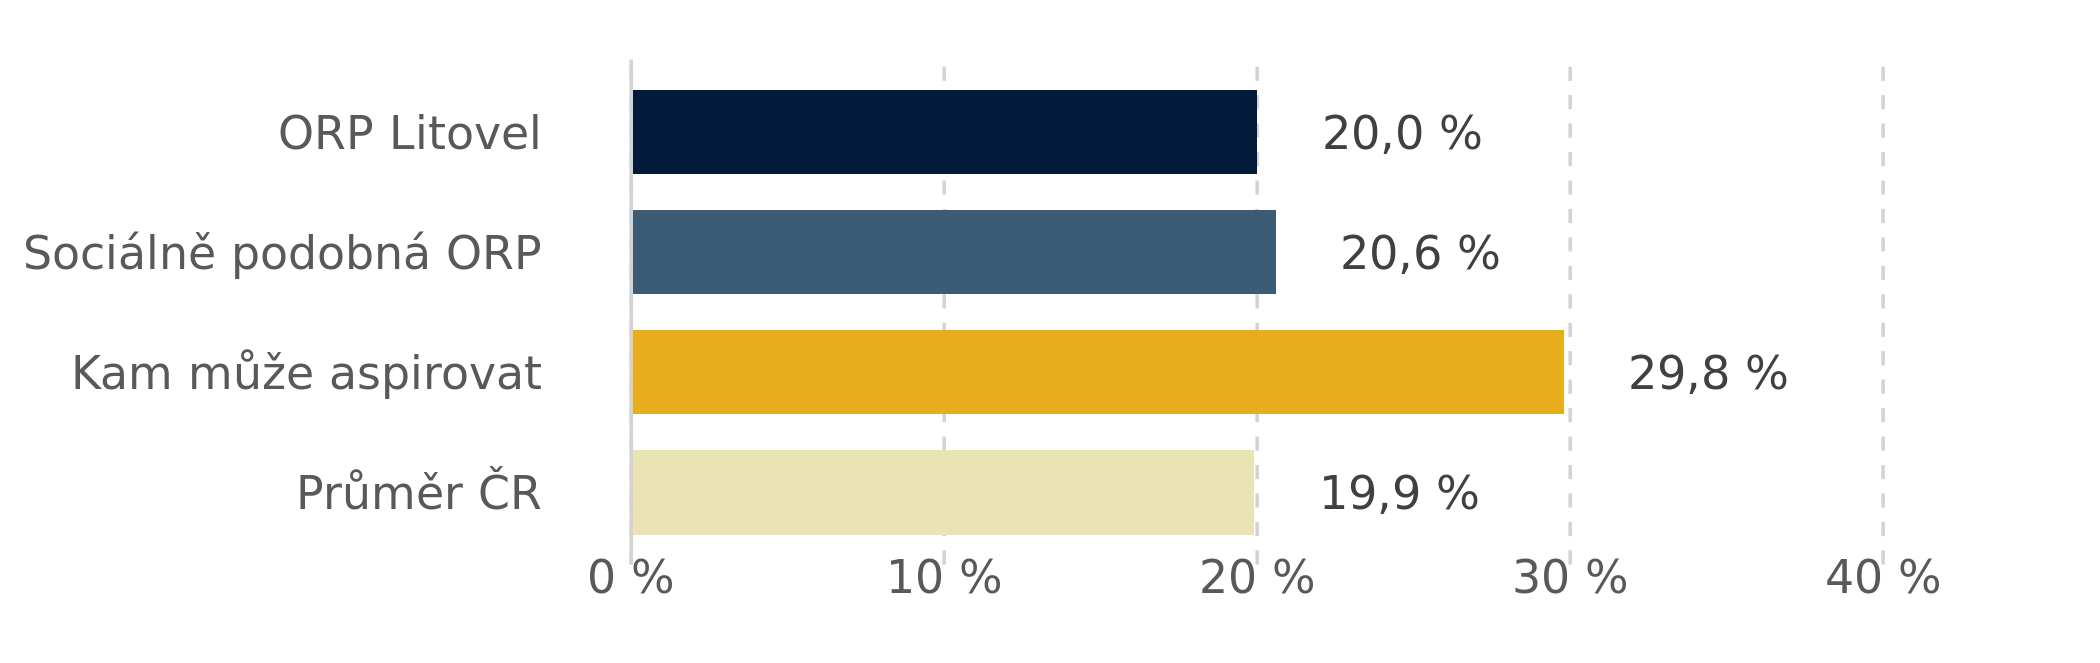 ORP Litovel 20,0 %
Sociálně podobná ORP 20,6 %
Kam může aspirovat 29,8 %
Průměr ČR 19,9 %
0 % 10 % 20 % 30 % 40 %